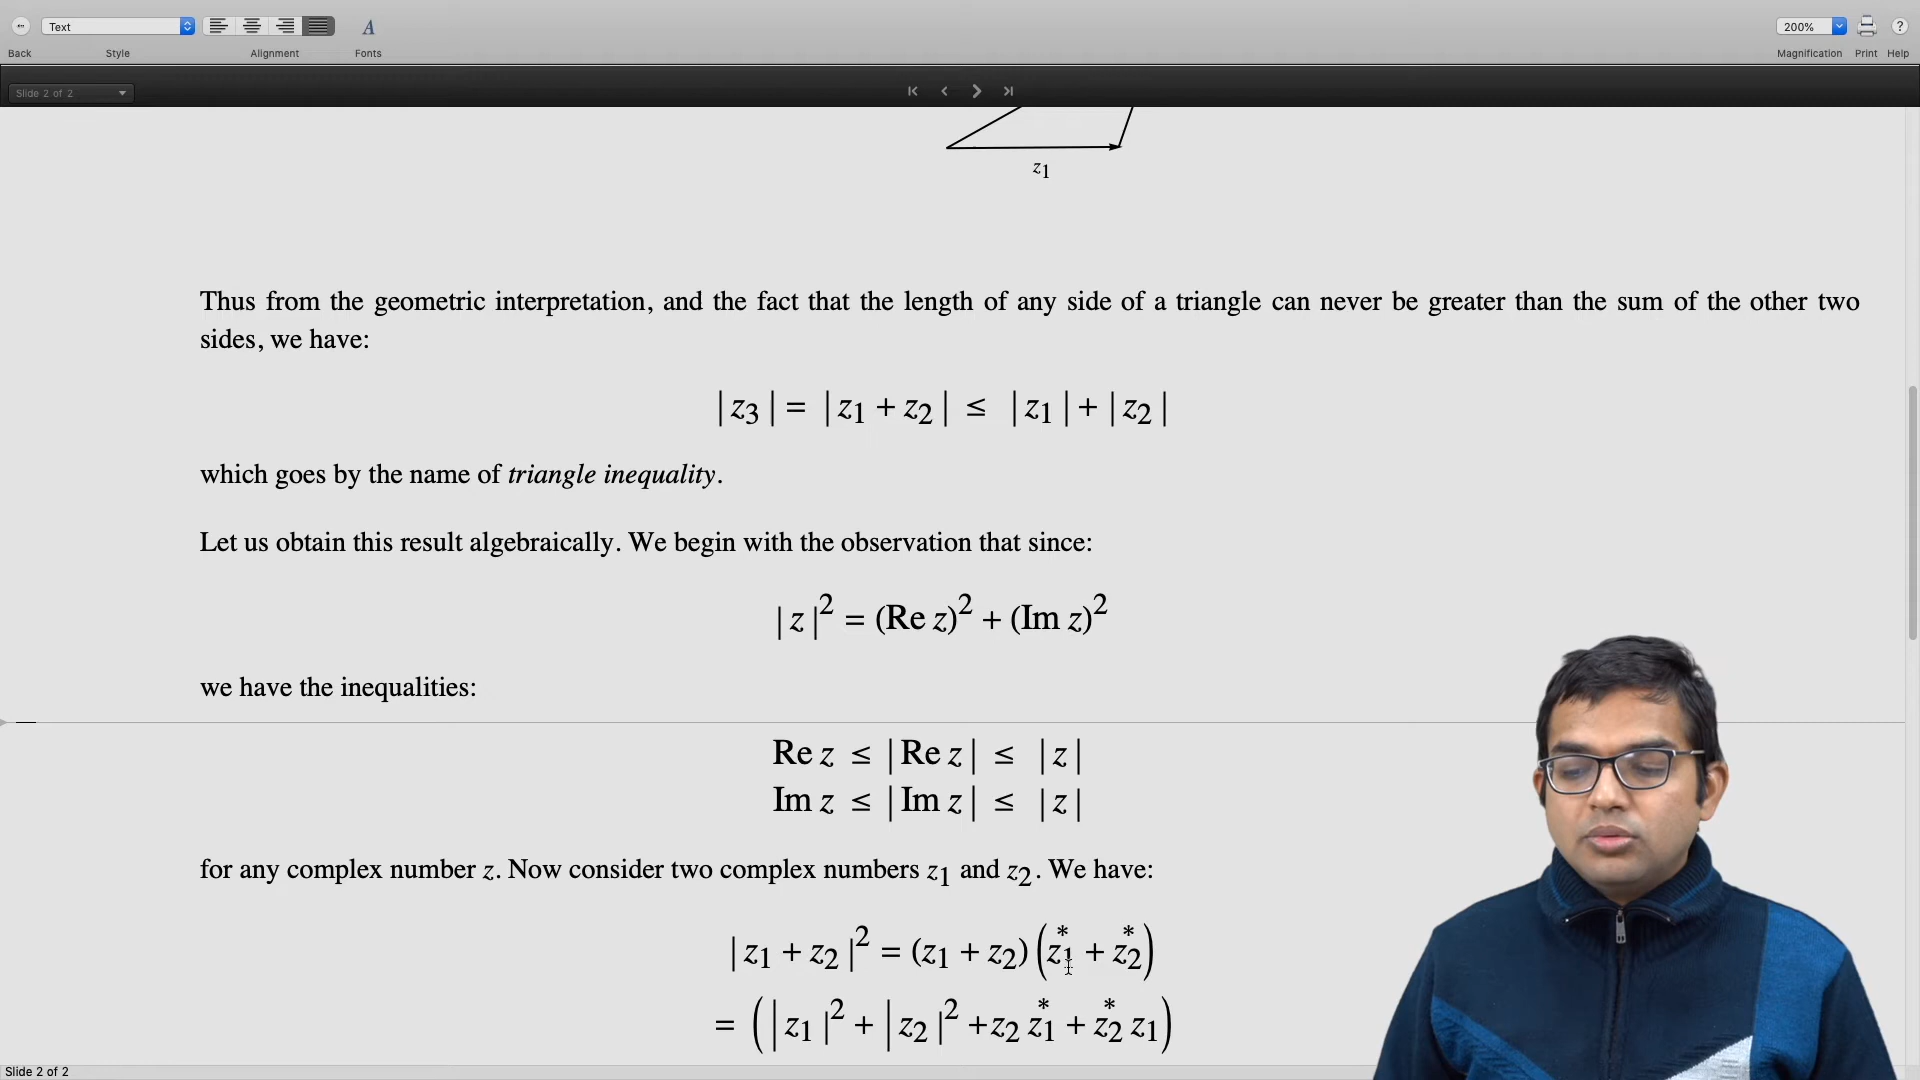 Text
200%
Back
Style
Alignment
Fonts
Magnification
Print
Help
Slide 2 of 2
z₁
Thus from the geometric interpretation, and the fact that the length of any side of a triangle can never be greater than the sum of the other two
sides, we have:
| z₃ | = | z₁ + z₂ | ≤ | z₁ | + | z₂ |
which goes by the name of triangle inequality.
Let us obtain this result algebraically. We begin with the observation that since:
| z |² = (Re z)² + (Im z)²
we have the inequalities:
Re z ≤ | Re z | ≤ | z |
Im z ≤ | Im z | ≤ | z |
for any complex number z. Now consider two complex numbers z₁ and z₂. We have:
| z₁ + z₂ |² = (z₁ + z₂) (z₁* + z₂*)
= ( | z₁ |² + | z₂ |² + z₂ z₁* + z₂* z₁ )
Slide 2 of 2